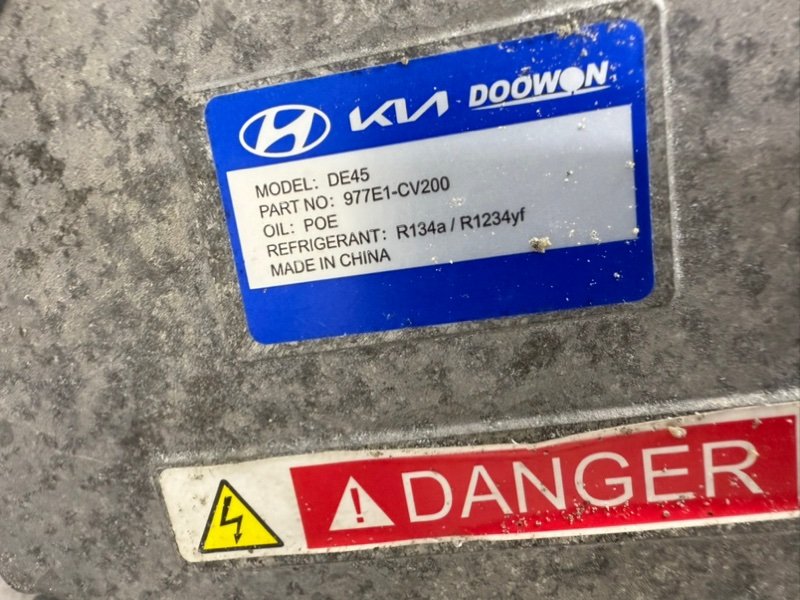 KIA DOOWON
MODEL: DE45
PART NO: 977E1-CV200
OIL: POE
REFRIGERANT: R134a / R1234yf
MADE IN CHINA
DANGER